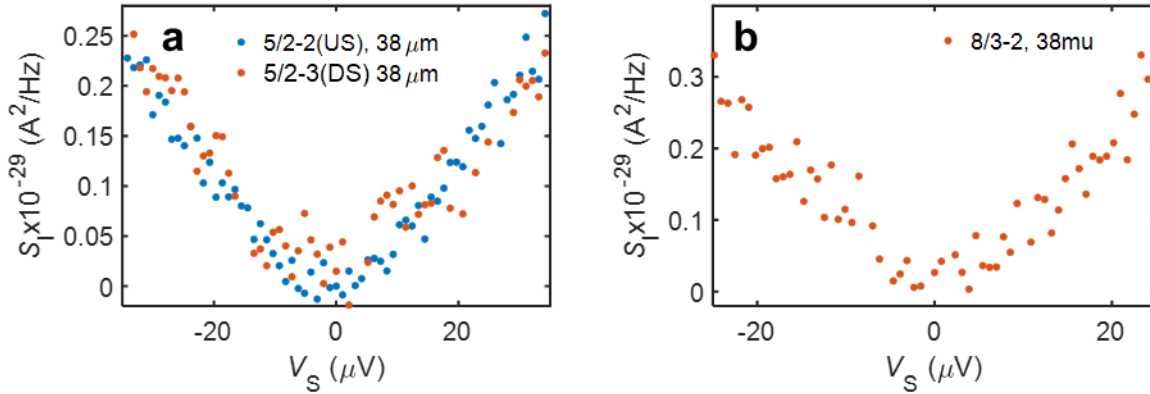 a
5/2-2(US), 38 μm
5/2-3(DS) 38 μm
0.25
0.2
0.15
0.1
0.05
0
-20
0
20
S_I x10^-29 (A^2/Hz)
V_S (μV)
b
8/3-2, 38mu
0.3
0.2
0.1
0
-20
0
20
S_I x10^-29 (A^2/Hz)
V_S (μV)